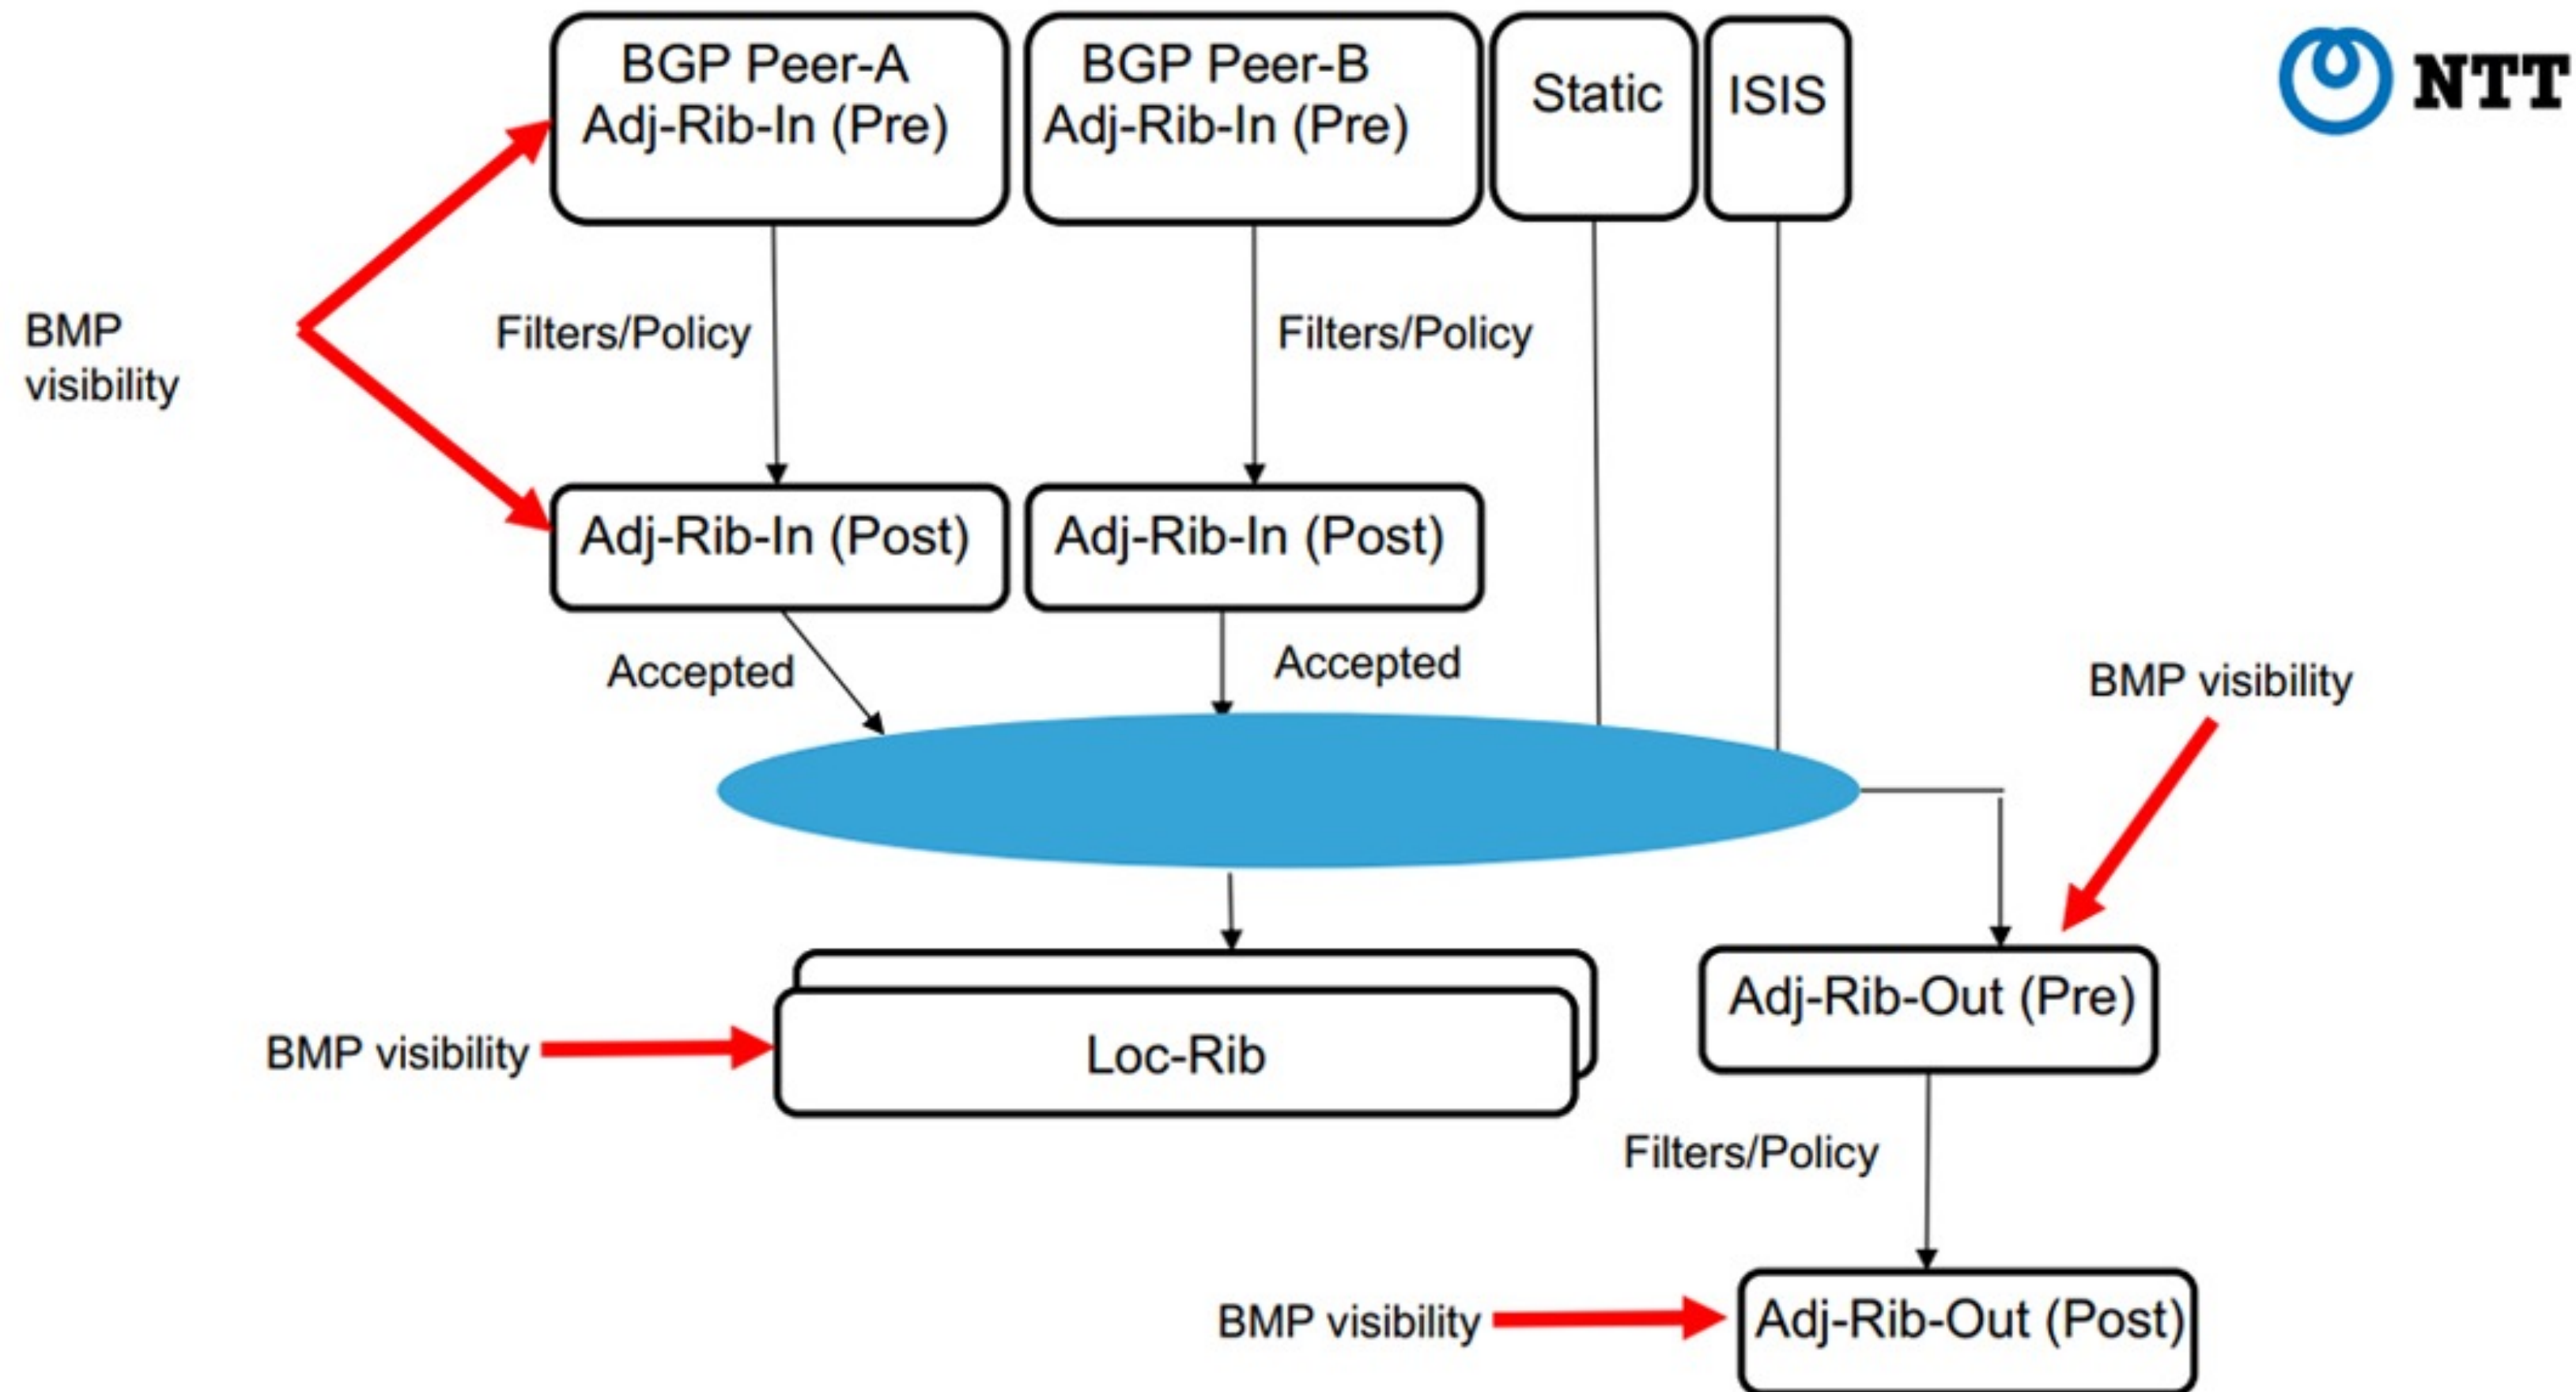 BGP Peer-A
Adj-Rib-In (Pre)
BGP Peer-B
Adj-Rib-In (Pre)
Static
ISIS
NTT
BMP
visibility
Filters/Policy
Filters/Policy
Adj-Rib-In (Post)
Adj-Rib-In (Post)
Accepted
Accepted
BMP visibility
Adj-Rib-Out (Pre)
BMP visibility
Loc-Rib
Filters/Policy
BMP visibility
Adj-Rib-Out (Post)